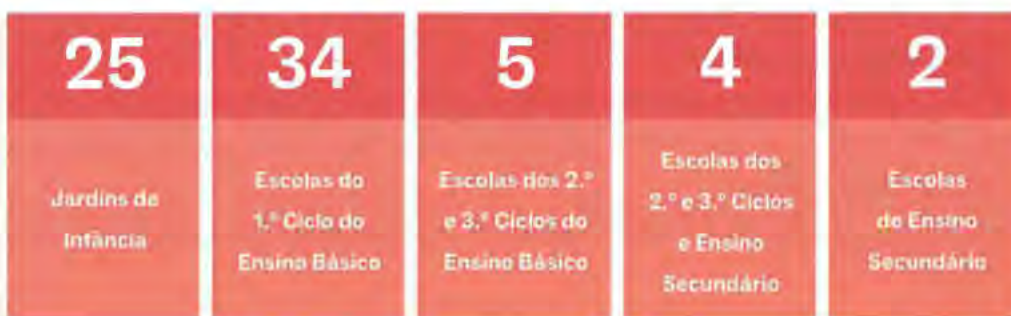 25
Jardins de
Infância
34
Escolas do
1.º Ciclo do
Ensino Básico
5
Escolas dos 2.º
e 3.º Ciclos do
Ensino Básico
4
Escolas dos
2.º e 3.º Ciclos
e Ensino
Secundário
2
Escolas
de Ensino
Secundário